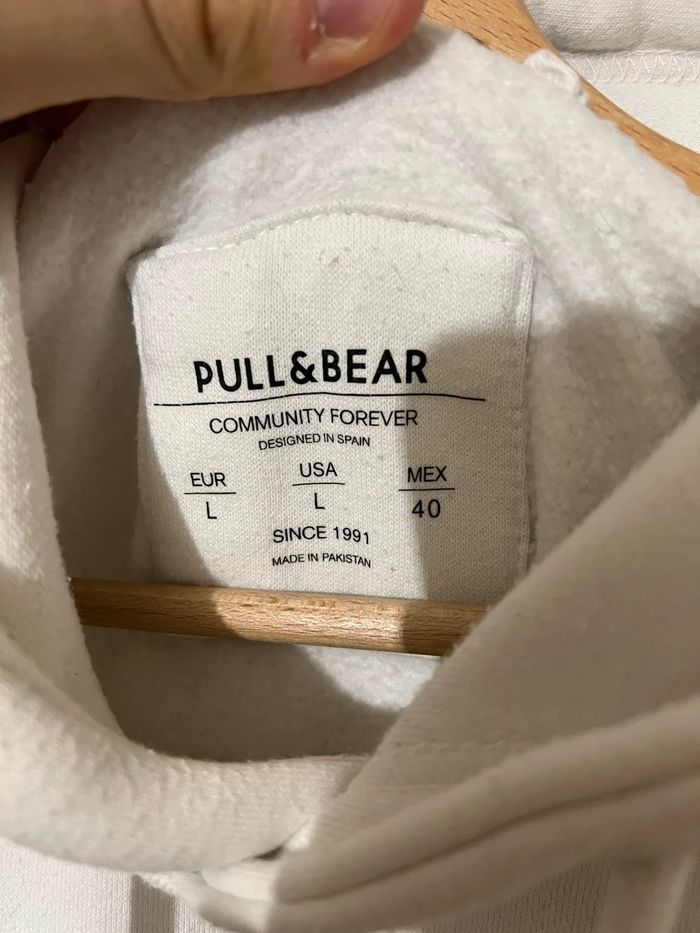 PULL&BEAR
COMMUNITY FOREVER
DESIGNED IN SPAIN
EUR USA MEX
L L 40
SINCE 1991
MADE IN PAKISTAN